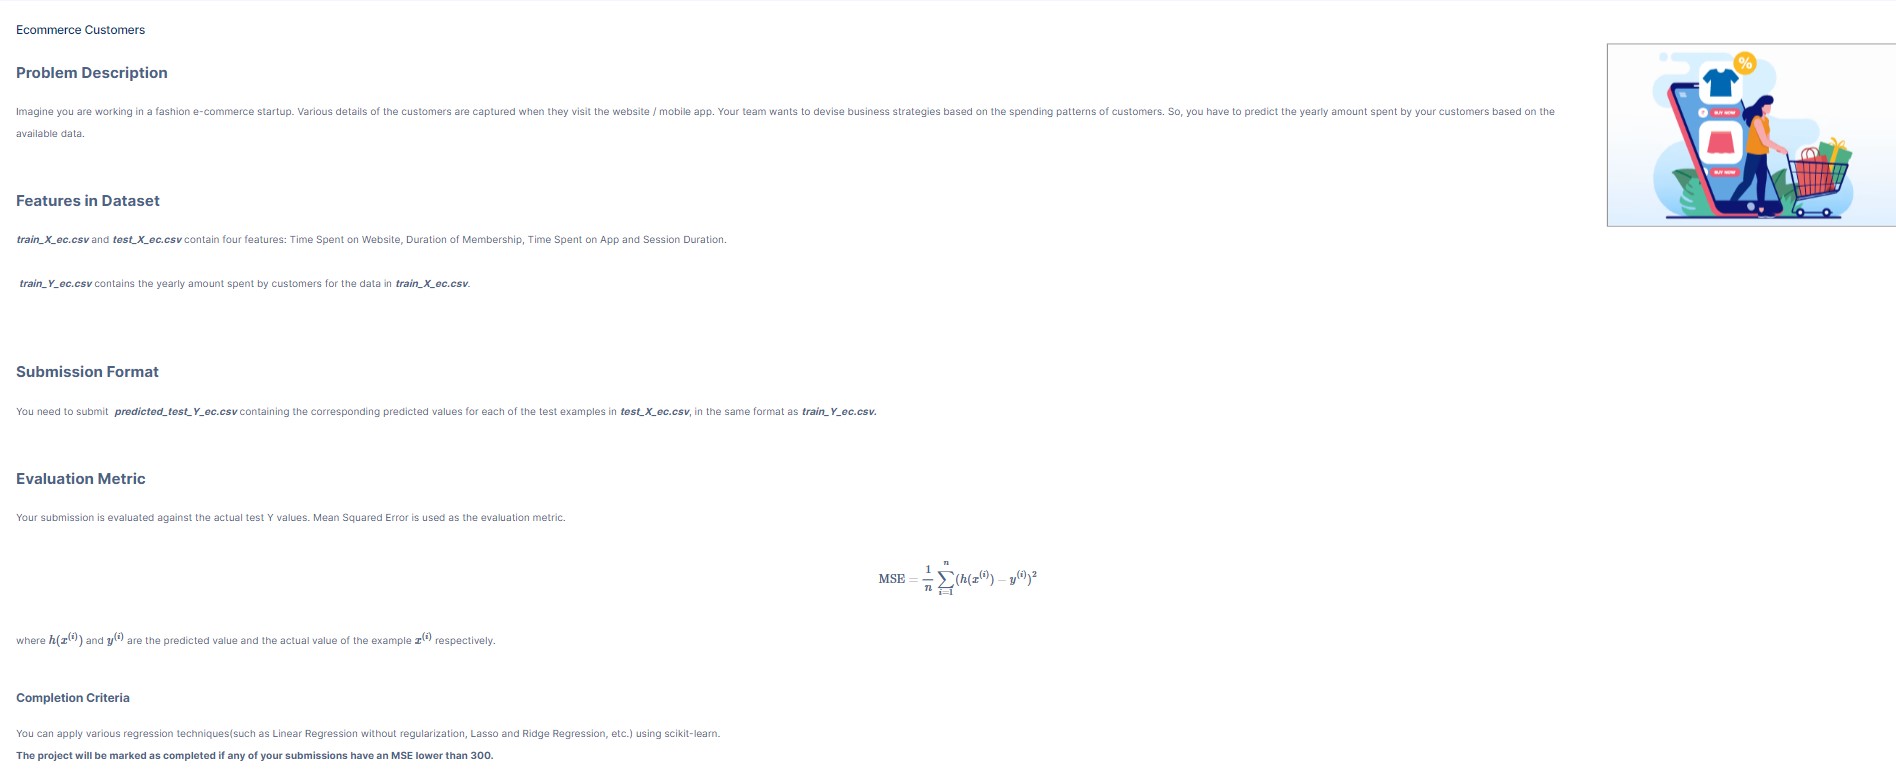 Ecommerce Customers
Problem Description
Imagine you are working in a fashion e-commerce startup. Various details of the customers are captured when they visit the website / mobile app. Your team wants to devise business strategies based on the spending patterns of customers. So, you have to predict the yearly amount spent by your customers based on the
available data.
%
BUY NOW
BUY NOW
Features in Dataset
train_X_ec.csv and test_X_ec.csv contain four features: Time Spent on Website, Duration of Membership, Time Spent on App and Session Duration.
train_Y_ec.csv contains the yearly amount spent by customers for the data in train_X_ec.csv.
Submission Format
You need to submit predicted_test_Y_ec.csv containing the corresponding predicted values for each of the test examples in test_X_ec.csv, in the same format as train_Y_ec.csv.
Evaluation Metric
Your submission is evaluated against the actual test Y values. Mean Squared Error is used as the evaluation metric.
MSE = \frac{1}{n} \sum_{i=1}^{n} (h(x^{(i)}) - y^{(i)})^2
where h(x^{(i)}) and y^{(i)} are the predicted value and the actual value of the example x^{(i)} respectively.
Completion Criteria
You can apply various regression techniques(such as Linear Regression without regularization, Lasso and Ridge Regression, etc.) using scikit-learn.
The project will be marked as completed if any of your submissions have an MSE lower than 300.